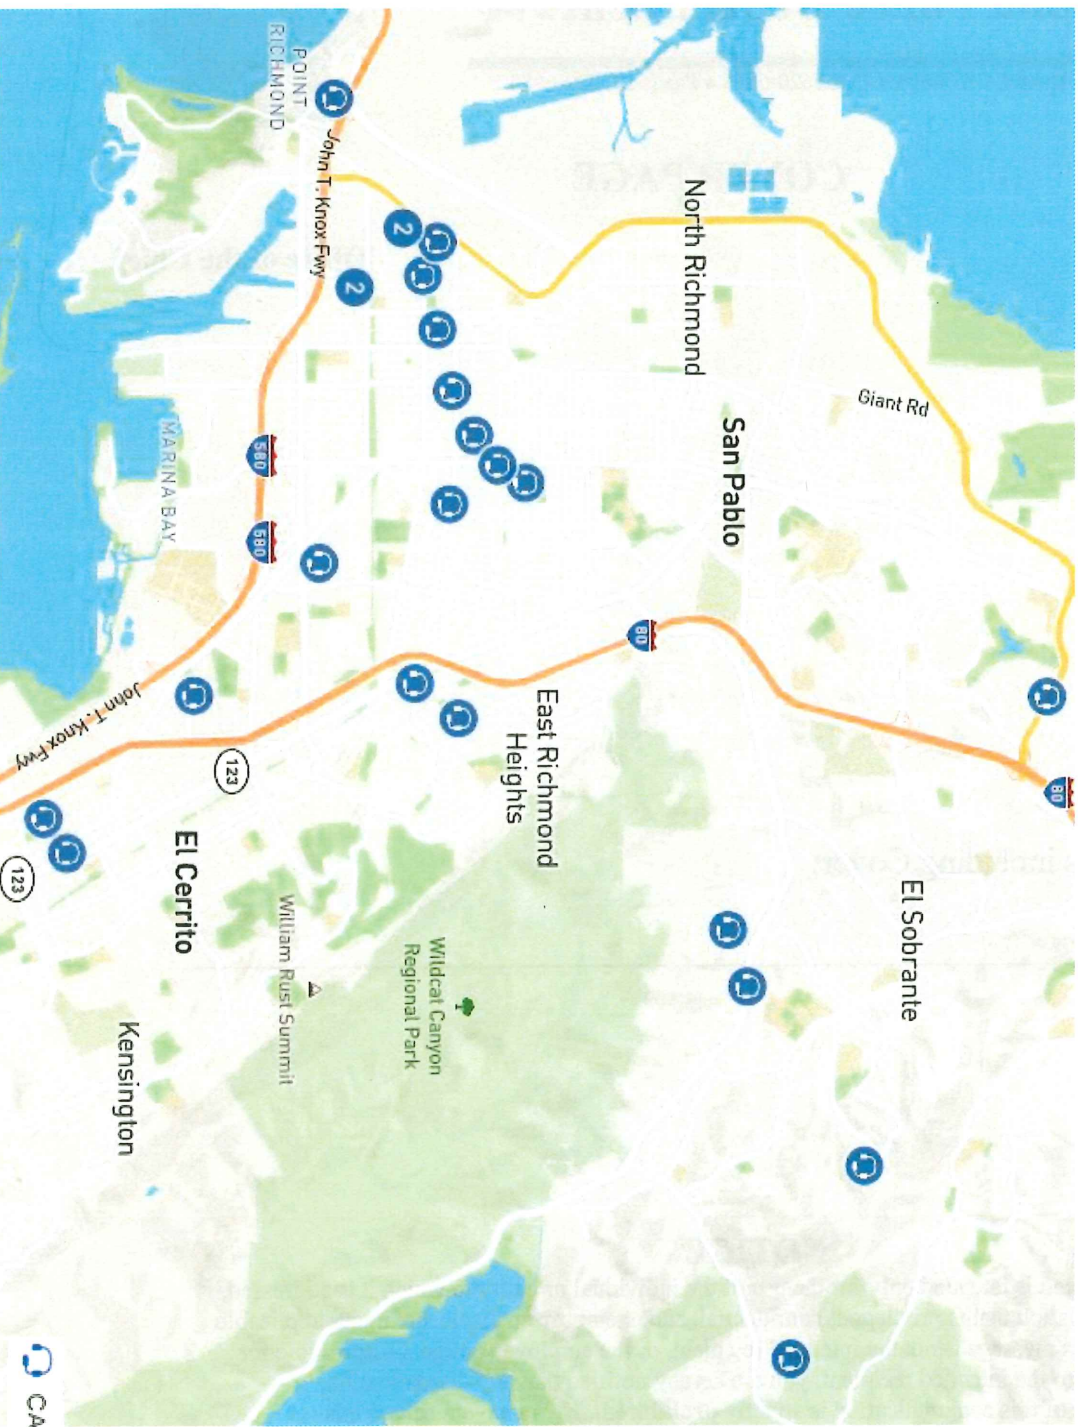 POINT
RICHMOND
John T. Knox Fwy
2
2
North Richmond
Giant Rd
San Pablo
MARINA BAY
580
580
80
John T. Knox Fwy
123
East Richmond
Heights
80
El Cerrito
123
El Sobrante
William Rust Summit
Wildcat Canyon
Regional Park
Kensington
CA